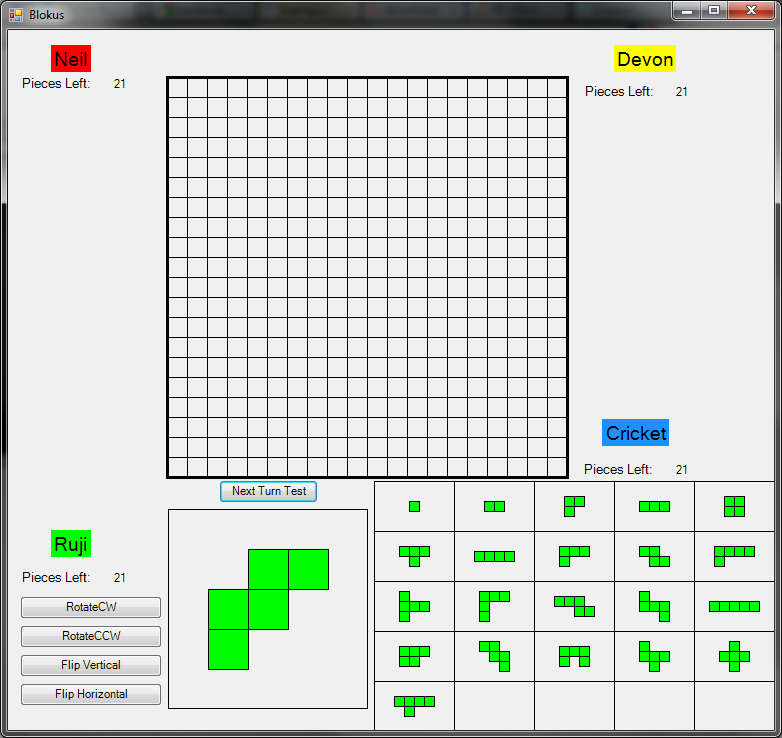 Blokus
Neil
Pieces Left: 21
Devon
Pieces Left: 21
Cricket
Pieces Left: 21
Next Turn Test
Ruji
Pieces Left: 21
RotateCW
RotateCCW
Flip Vertical
Flip Horizontal